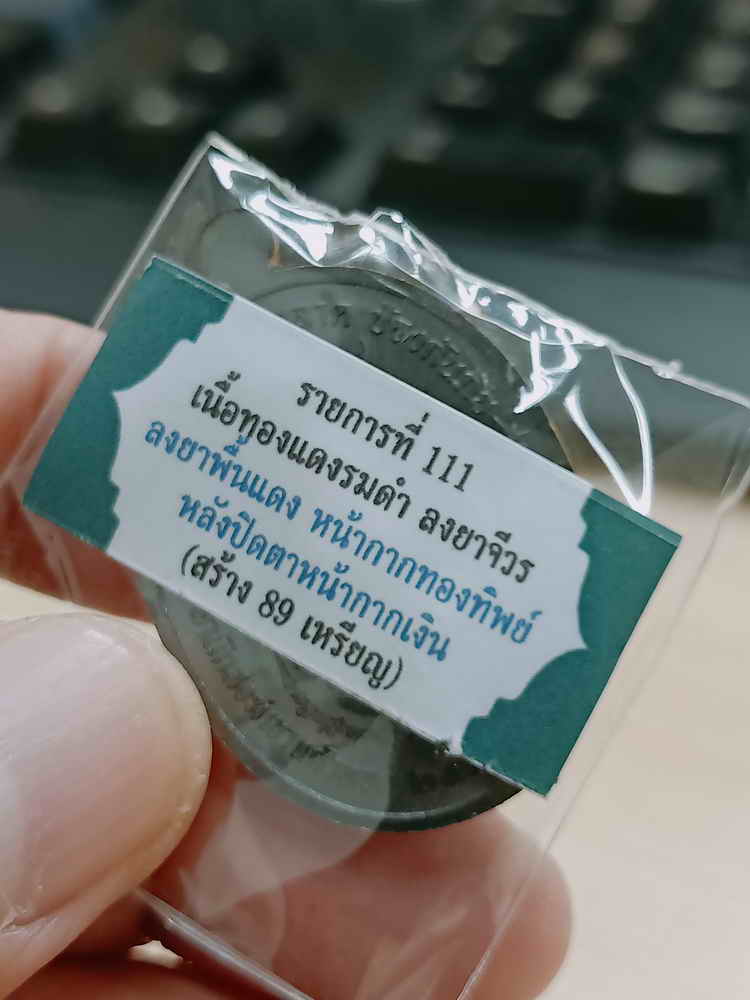 รายการที่ 111
เนื้อทองแดงรมดำ ลงยาจีวร
ลงยาพื้นแดง หน้ากากทองทิพย์
หลังปิดตาหน้ากากเงิน
(สร้าง 89 เหรียญ)